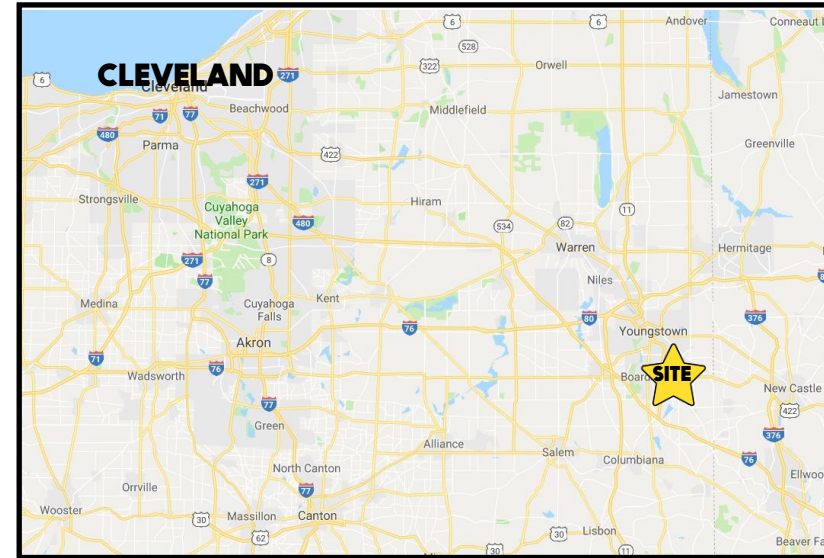 6
6
Andover
Conneaut L
528
CLEVELAND
271
322
Orwell
6
Cleveland
Jamestown
71
77
Beachwood
Middlefield
480
Parma
422
Greenville
271
Strongsville
Cuyahoga
Valley
National Park
Hiram
11
480
534
82
Warren
Hermitage
271
8
77
Niles
Medina
Cuyahoga
Falls
Kent
76
80
376
Youngstown
Akron
71
76
Wadsworth
Board
SITE
New Castle
422
77
Green
376
Alliance
Salem
Columbiana
76
North Canton
Ellwoo
Orrville
77
Wooster
30
Massillon
Canton
62
30
30
Lisbon
11
Beaver Fa